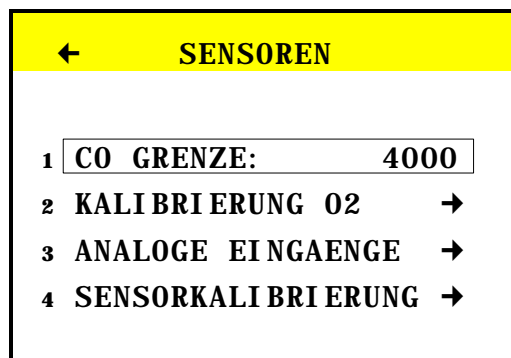 ← SENSOREN
1 CO GRENZE: 4000
2 KALIBRIERUNG O2 →
3 ANALOGE EINGAENGE →
4 SENSORKALIBRIERUNG →